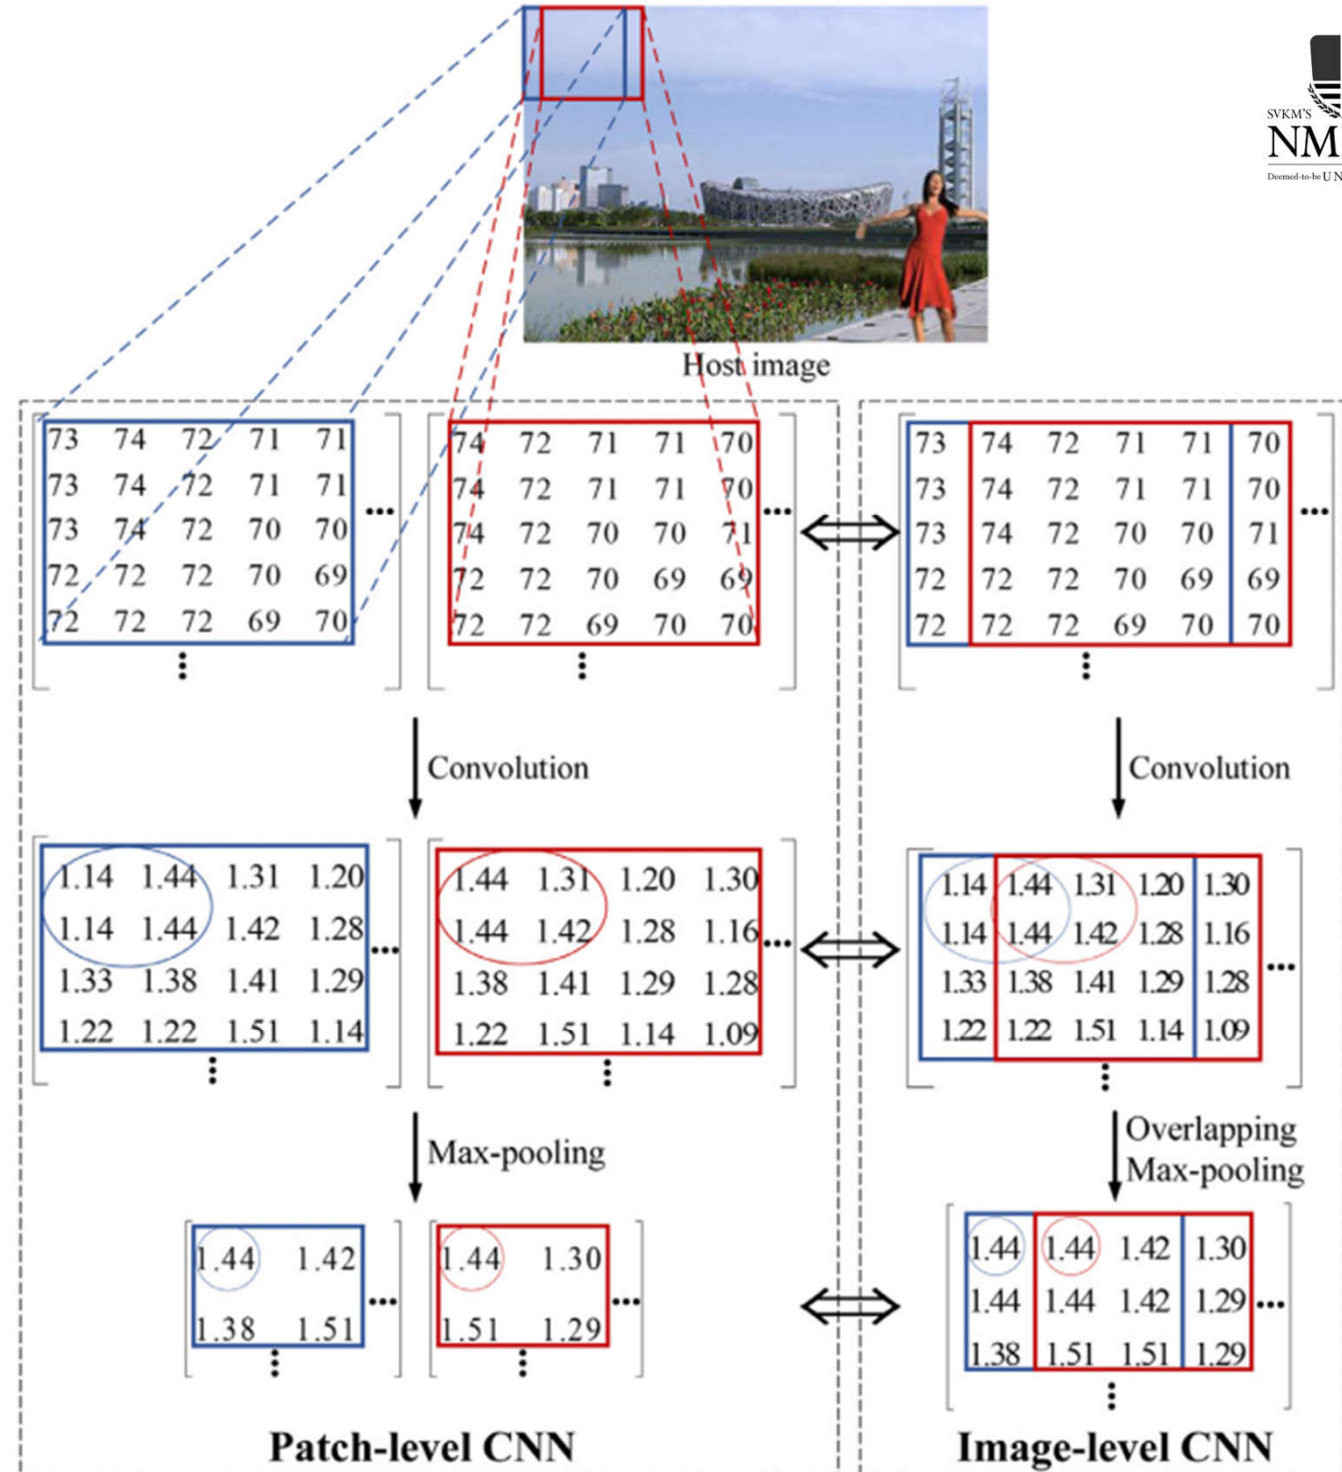 SVKM'S
NM
Deemed-to-be UN
Host image
73 74 72 71 71
73 74 72 71 71
73 74 72 70 70
72 72 72 70 69
72 72 72 69 70
74 72 71 71 70
74 72 71 71 70
74 72 70 70 71
72 72 70 69 69
72 72 69 70 70
73 74 72 71 71 70
73 74 72 71 71 70
73 74 72 70 70 71
72 72 72 70 69 69
72 72 72 69 70 70
Convolution
Convolution
1.14 1.44 1.31 1.20
1.14 1.44 1.42 1.28
1.33 1.38 1.41 1.29
1.22 1.22 1.51 1.14
1.44 1.31 1.20 1.30
1.44 1.42 1.28 1.16
1.38 1.41 1.29 1.28
1.22 1.51 1.14 1.09
1.14 1.44 1.31 1.20 1.30
1.14 1.44 1.42 1.28 1.16
1.33 1.38 1.41 1.29 1.28
1.22 1.22 1.51 1.14 1.09
Max-pooling
Overlapping
Max-pooling
1.44 1.42
1.38 1.51
1.44 1.30
1.51 1.29
1.44 1.44 1.42 1.30
1.44 1.44 1.42 1.29
1.38 1.51 1.51 1.29
Patch-level CNN
Image-level CNN